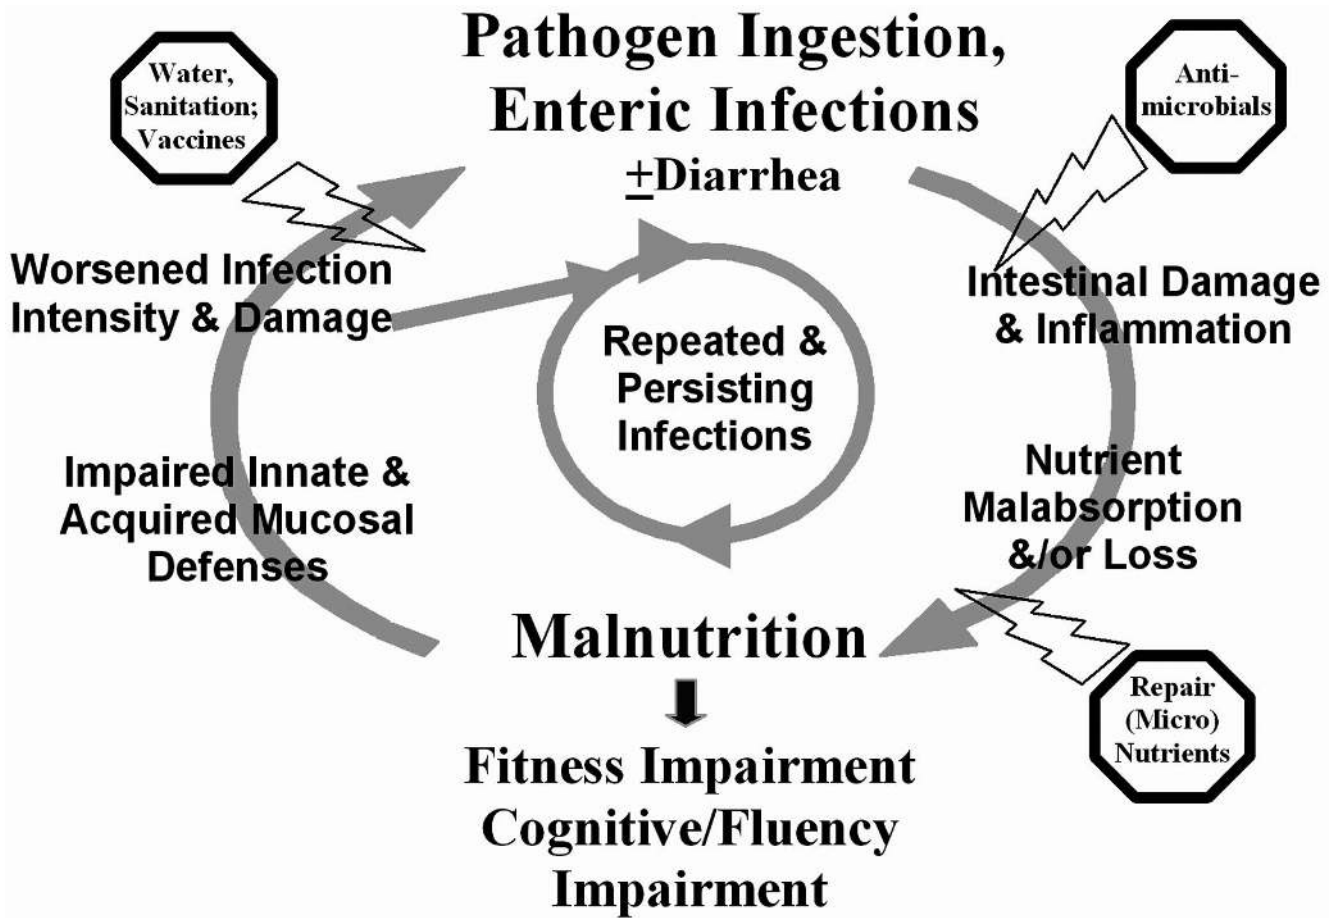 Pathogen Ingestion,
Enteric Infections
±Diarrhea
Water,
Sanitation;
Vaccines
Anti-
microbials
Worsened Infection
Intensity & Damage
Intestinal Damage
& Inflammation
Repeated &
Persisting
Infections
Impaired Innate &
Acquired Mucosal
Defenses
Nutrient
Malabsorption
&/or Loss
Malnutrition
Repair
(Micro)
Nutrients
Fitness Impairment
Cognitive/Fluency
Impairment